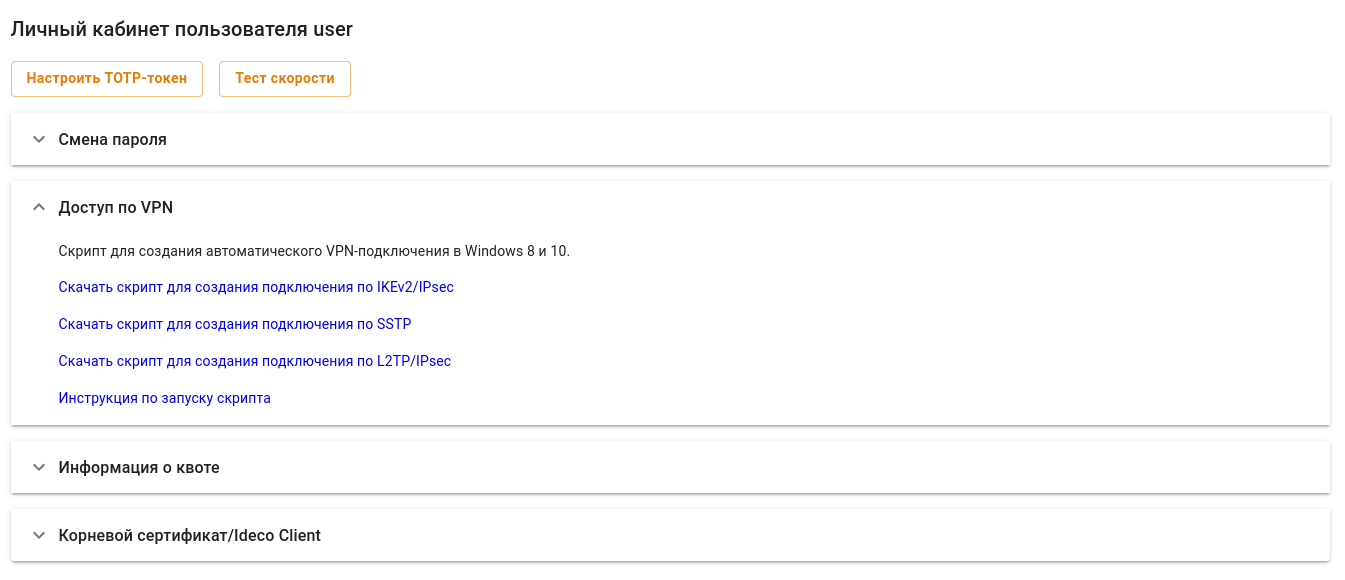 Личный кабинет пользователя user
Настроить TOTP-токен
Тест скорости
Смена пароля
Доступ по VPN
Скрипт для создания автоматического VPN-подключения в Windows 8 и 10.
Скачать скрипт для создания подключения по IKEv2/IPsec
Скачать скрипт для создания подключения по SSTP
Скачать скрипт для создания подключения по L2TP/IPsec
Инструкция по запуску скрипта
Информация о квоте
Корневой сертификат/Ideco Client